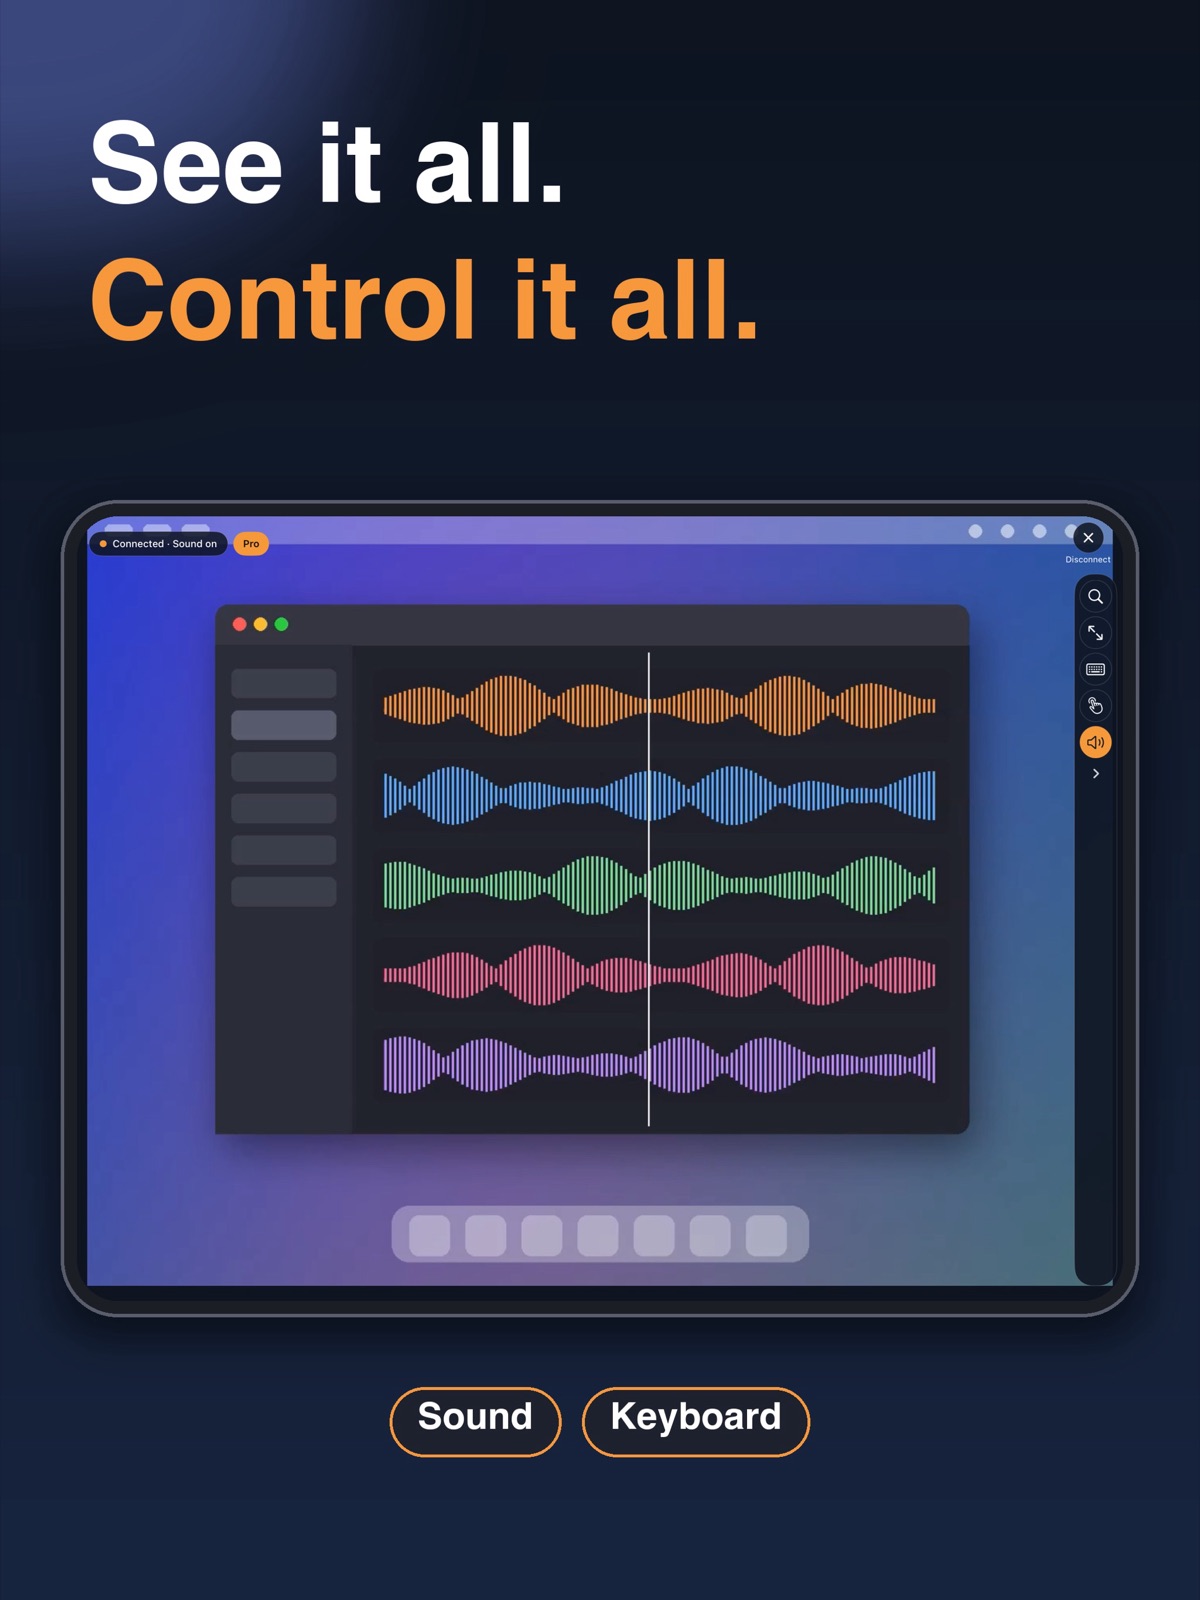 See it all.
Control it all.
Connected · Sound on
Pro
Disconnect
Sound
Keyboard